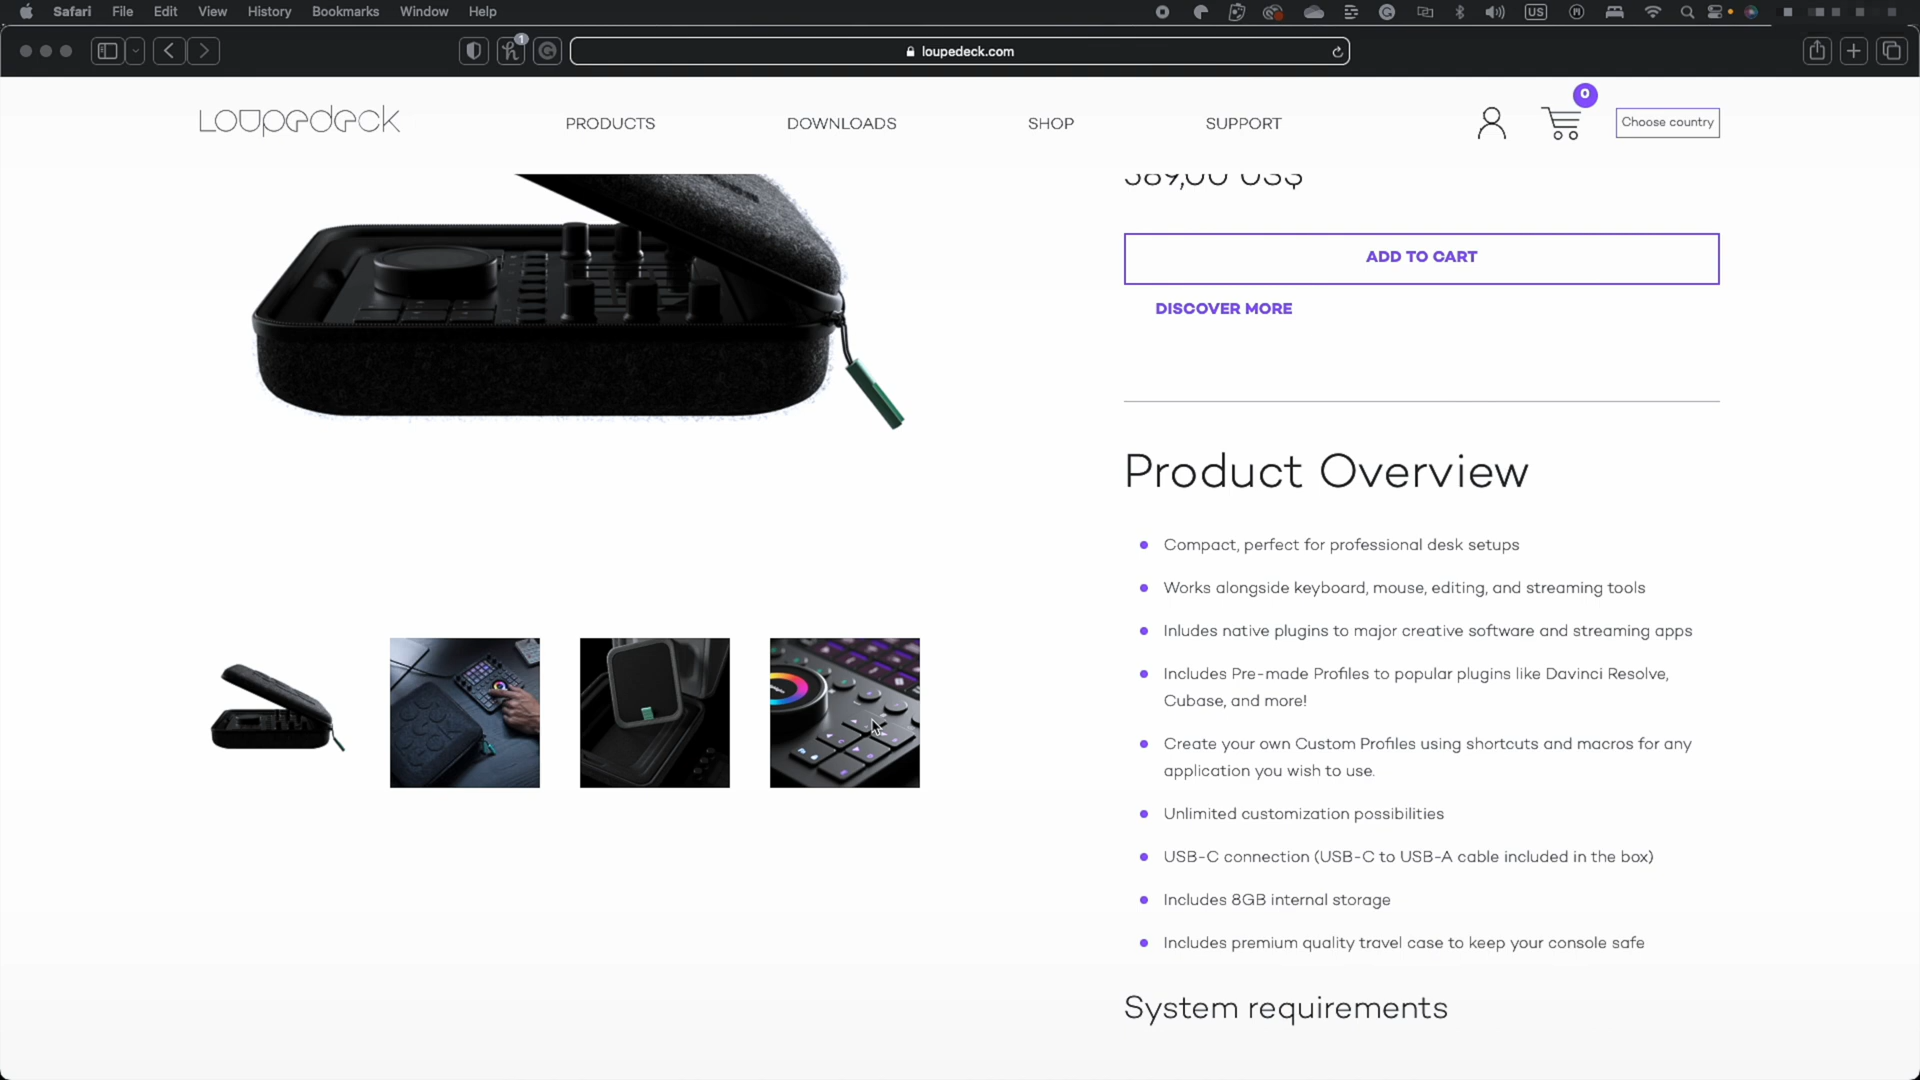 Safari File Edit View History Bookmarks Window Help
US
1
loupedeck.com
Loupedeck
PRODUCTS
DOWNLOADS
SHOP
SUPPORT
0
Choose country
389,00 US$
ADD TO CART
DISCOVER MORE
Product Overview
Compact, perfect for professional desk setups
Works alongside keyboard, mouse, editing, and streaming tools
Inludes native plugins to major creative software and streaming apps
Includes Pre-made Profiles to popular plugins like Davinci Resolve,
Cubase, and more!
Create your own Custom Profiles using shortcuts and macros for any
application you wish to use.
Unlimited customization possibilities
USB-C connection (USB-C to USB-A cable included in the box)
Includes 8GB internal storage
Includes premium quality travel case to keep your console safe
System requirements